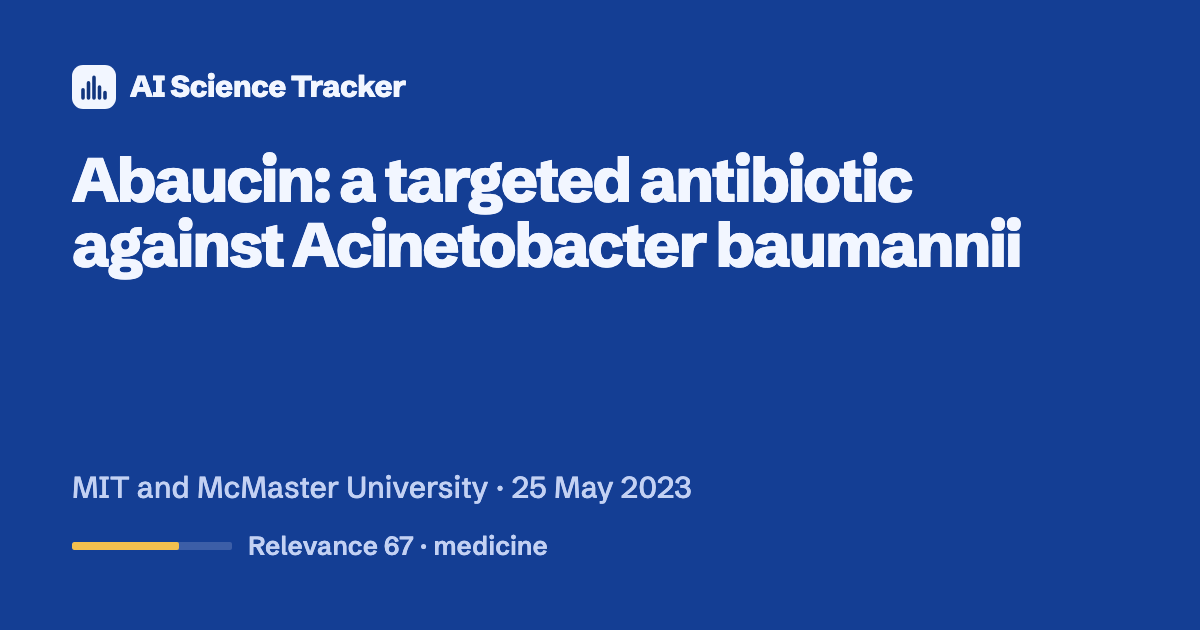 AI Science Tracker
Abaucin: a targeted antibiotic
against Acinetobacter baumannii
MIT and McMaster University · 25 May 2023
Relevance 67 · medicine